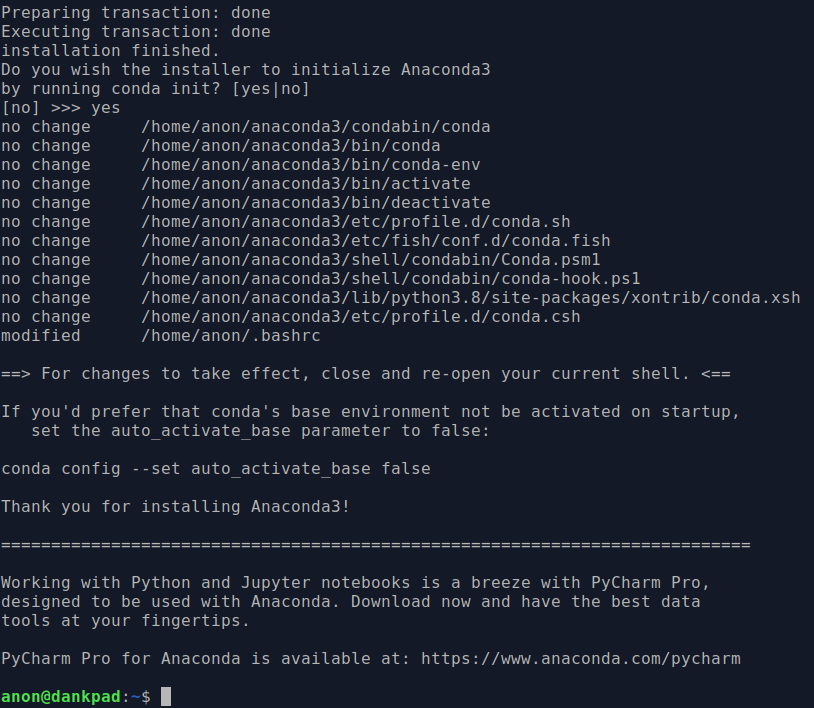 Preparing transaction: done
Executing transaction: done
installation finished.
Do you wish the installer to initialize Anaconda3
by running conda init? [yes|no]
[no] >>> yes
no change     /home/anon/anaconda3/condabin/conda
no change     /home/anon/anaconda3/bin/conda
no change     /home/anon/anaconda3/bin/conda-env
no change     /home/anon/anaconda3/bin/activate
no change     /home/anon/anaconda3/bin/deactivate
no change     /home/anon/anaconda3/etc/profile.d/conda.sh
no change     /home/anon/anaconda3/etc/fish/conf.d/conda.fish
no change     /home/anon/anaconda3/shell/condabin/Conda.psm1
no change     /home/anon/anaconda3/shell/condabin/conda-hook.ps1
no change     /home/anon/anaconda3/lib/python3.8/site-packages/xontrib/conda.xsh
no change     /home/anon/anaconda3/etc/profile.d/conda.csh
modified      /home/anon/.bashrc

==> For changes to take effect, close and re-open your current shell. <==

If you'd prefer that conda's base environment not be activated on startup,
   set the auto_activate_base parameter to false:

conda config --set auto_activate_base false

Thank you for installing Anaconda3!

===========================================================================

Working with Python and Jupyter notebooks is a breeze with PyCharm Pro,
designed to be used with Anaconda. Download now and have the best data
tools at your fingertips.

PyCharm Pro for Anaconda is available at: https://www.anaconda.com/pycharm

anon@dankpad:~$